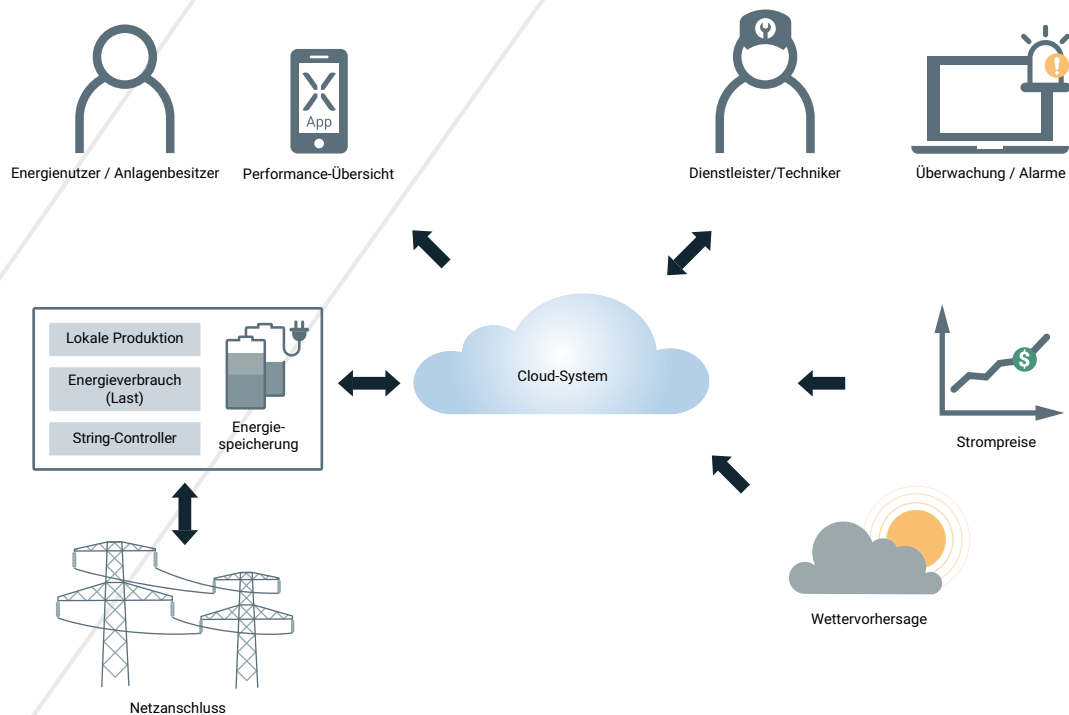 App
Energienutzer / Anlagenbesitzer
Performance-Übersicht
Dienstleister/Techniker
Überwachung / Alarme
Lokale Produktion
Energieverbrauch
(Last)
String-Controller
Energie-
speicherung
Cloud-System
$
Strompreise
Wettervorhersage
Netzanschluss